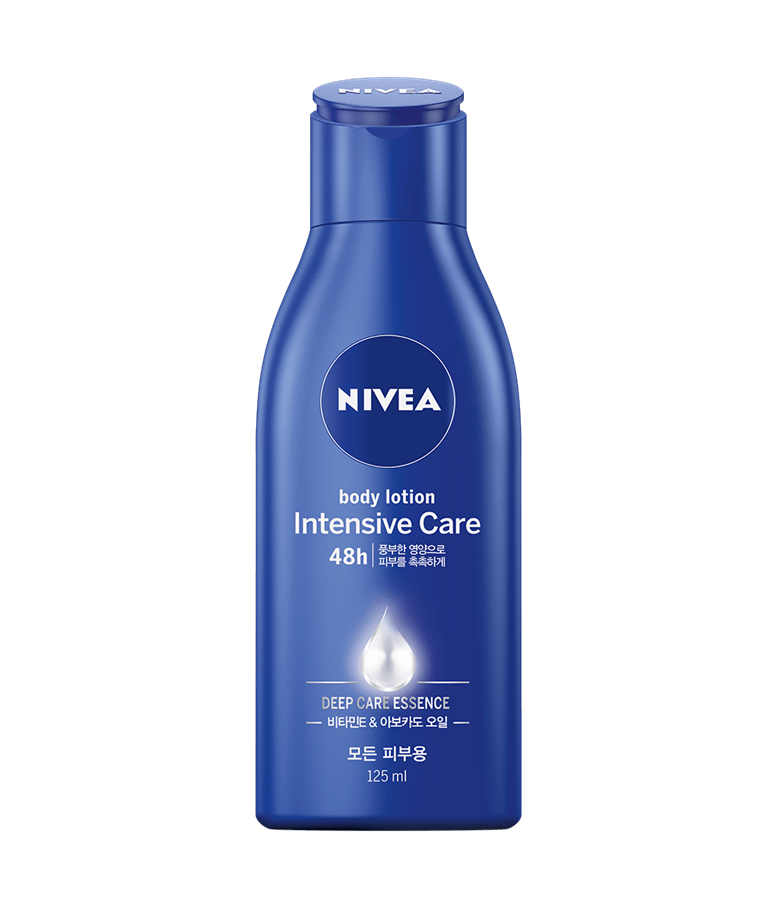 NIVEA
NIVEA
body lotion
Intensive Care
48h 풍부한 영양으로
피부를 촉촉하게
DEEP CARE ESSENCE
비타민E & 아보카도 오일
모든 피부용
125 ml